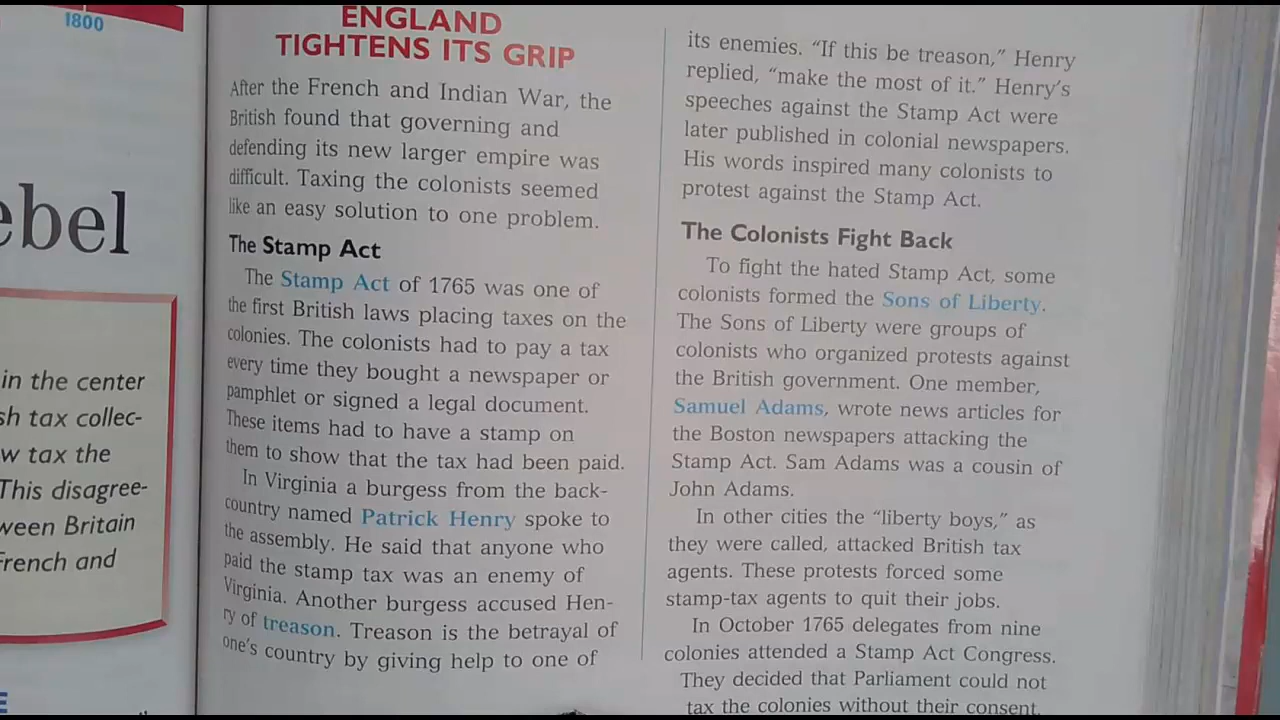 1800
ebel
in the center
sh tax collec-
w tax the
This disagree-
ween Britain
French and
E
ENGLAND
TIGHTENS ITS GRIP
After the French and Indian War, the
British found that governing and
defending its new larger empire was
difficult. Taxing the colonists seemed
like an easy solution to one problem.
The Stamp Act
The Stamp Act of 1765 was one of
the first British laws placing taxes on the
colonies. The colonists had to pay a tax
every time they bought a newspaper or
pamphlet or signed a legal document.
These items had to have a stamp on
them to show that the tax had been paid.
In Virginia a burgess from the back-
country named Patrick Henry spoke to
the assembly. He said that anyone who
paid the stamp tax was an enemy of
Virginia. Another burgess accused Hen-
ry of treason. Treason is the betrayal of
one's country by giving help to one of
its enemies. “If this be treason,” Henry
replied, “make the most of it.” Henry's
speeches against the Stamp Act were
later published in colonial newspapers.
His words inspired many colonists to
protest against the Stamp Act.
The Colonists Fight Back
To fight the hated Stamp Act, some
colonists formed the Sons of Liberty.
The Sons of Liberty were groups of
colonists who organized protests against
the British government. One member,
Samuel Adams, wrote news articles for
the Boston newspapers attacking the
Stamp Act. Sam Adams was a cousin of
John Adams.
In other cities the “liberty boys,” as
they were called, attacked British tax
agents. These protests forced some
stamp-tax agents to quit their jobs.
In October 1765 delegates from nine
colonies attended a Stamp Act Congress.
They decided that Parliament could not
tax the colonies without their consent.